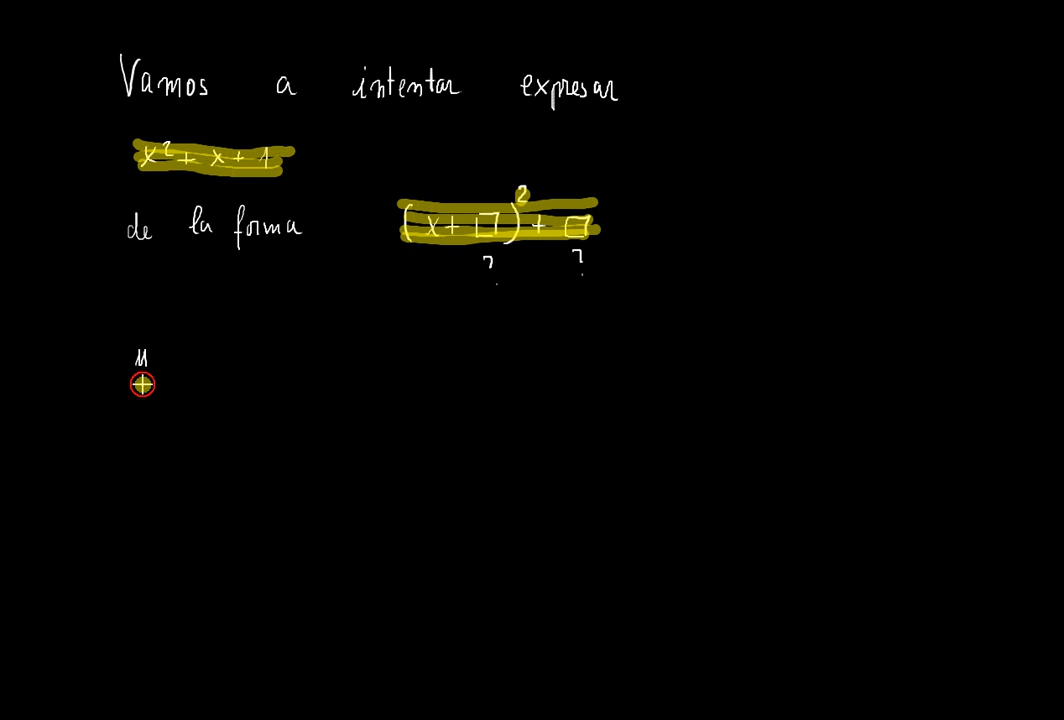 Vamos a intentar expresar
x² + x + 1
de la forma (x + □)² + □
? ?